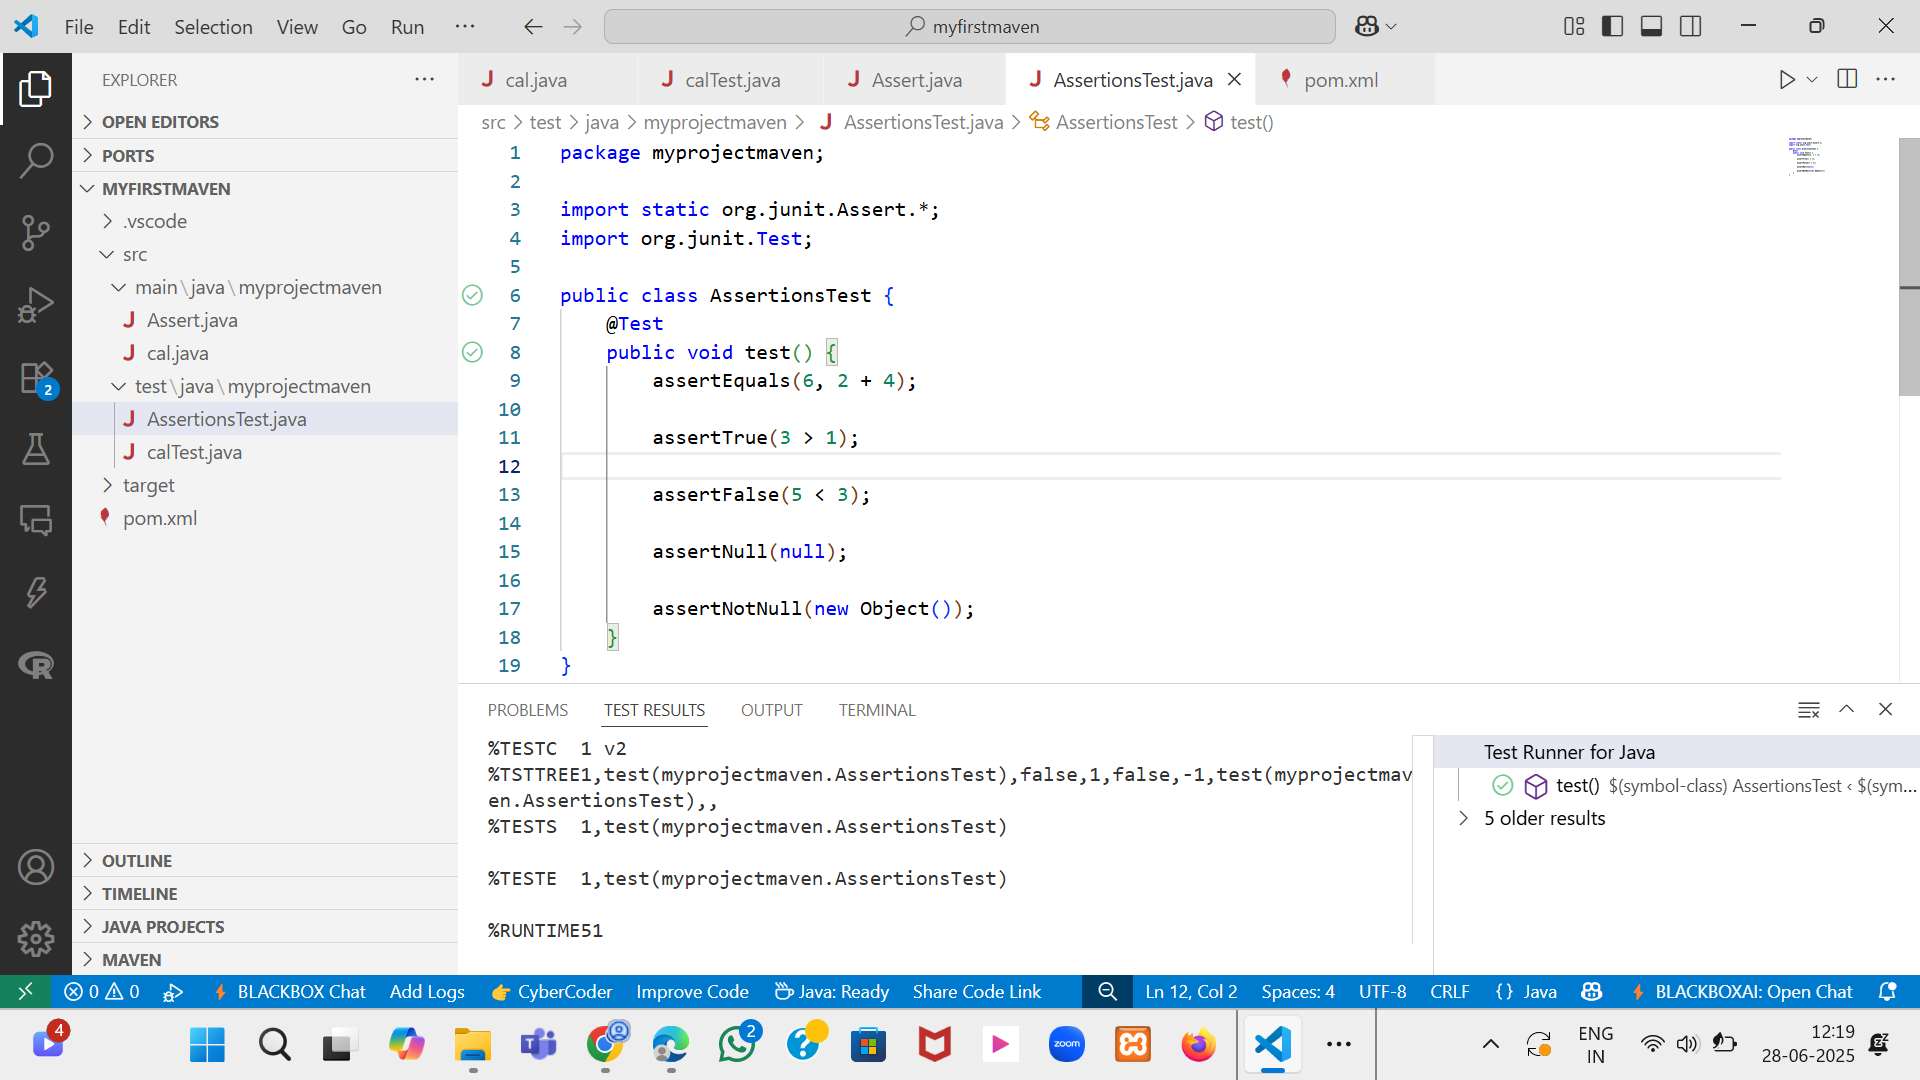 File Edit Selection View Go Run ··· myfirstmaven
EXPLORER
OPEN EDITORS
PORTS
MYFIRSTMAVEN
.vscode
src
main\java\myprojectmaven
Assert.java
cal.java
test\java\myprojectmaven
AssertionsTest.java
calTest.java
target
pom.xml
OUTLINE
TIMELINE
JAVA PROJECTS
MAVEN
2
cal.java calTest.java Assert.java AssertionsTest.java pom.xml
src > test > java > myprojectmaven > AssertionsTest.java > AssertionsTest > test()
1 package myprojectmaven;
2
3 import static org.junit.Assert.*;
4 import org.junit.Test;
5
6 public class AssertionsTest {
7 @Test
8 public void test() {
9 assertEquals(6, 2 + 4);
10
11 assertTrue(3 > 1);
12
13 assertFalse(5 < 3);
14
15 assertNull(null);
16
17 assertNotNull(new Object());
18 }
19 }
PROBLEMS TEST RESULTS OUTPUT TERMINAL
%TESTC 1 v2
%TSTTREE1,test(myprojectmaven.AssertionsTest),false,1,false,-1,test(myprojectmav
en.AssertionsTest),,
%TESTS 1,test(myprojectmaven.AssertionsTest)
%TESTE 1,test(myprojectmaven.AssertionsTest)
%RUNTIME51
Test Runner for Java
test() $(symbol-class) AssertionsTest ‹ $(sym...
5 older results
0 0 BLACKBOX Chat Add Logs CyberCoder Improve Code Java: Ready Share Code Link Ln 12, Col 2 Spaces: 4 UTF-8 CRLF {} Java BLACKBOXAI: Open Chat
4 2 zoom ENG 12:19
IN 28-06-2025